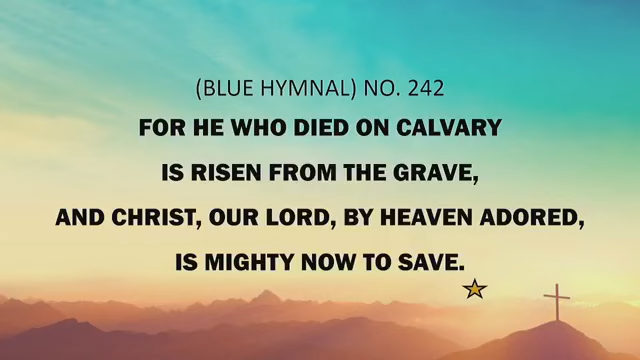 (BLUE HYMNAL) NO. 242
FOR HE WHO DIED ON CALVARY
IS RISEN FROM THE GRAVE,
AND CHRIST, OUR LORD, BY HEAVEN ADORED,
IS MIGHTY NOW TO SAVE.